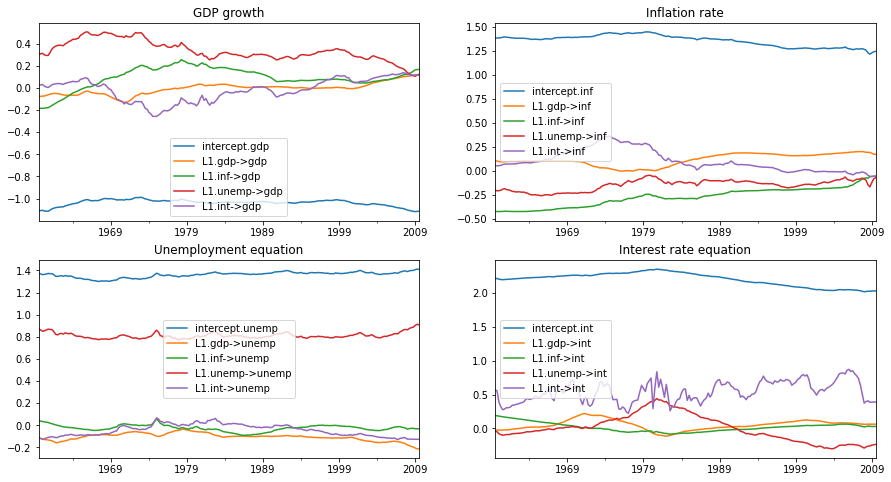 GDP growth
0.4
0.2
0.0
−0.2
−0.4
−0.6
−0.8
−1.0
intercept.gdp
L1.gdp->gdp
L1.inf->gdp
L1.unemp->gdp
L1.int->gdp
1969
1979
1989
1999
2009
Inflation rate
1.50
1.25
1.00
0.75
0.50
0.25
0.00
−0.25
−0.50
intercept.inf
L1.gdp->inf
L1.inf->inf
L1.unemp->inf
L1.int->inf
1969
1979
1989
1999
2009
Unemployment equation
1.4
1.2
1.0
0.8
0.6
0.4
0.2
0.0
−0.2
intercept.unemp
L1.gdp->unemp
L1.inf->unemp
L1.unemp->unemp
L1.int->unemp
1969
1979
1989
1999
2009
Interest rate equation
2.0
1.5
1.0
0.5
0.0
intercept.int
L1.gdp->int
L1.inf->int
L1.unemp->int
L1.int->int
1969
1979
1989
1999
2009